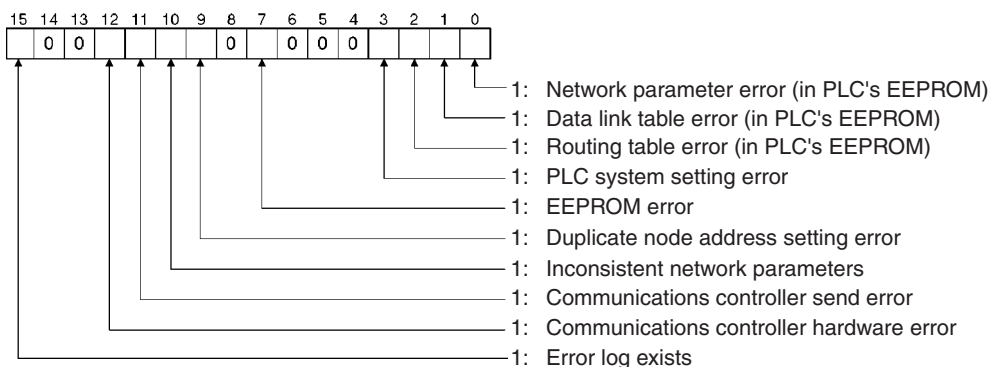 15 14 13 12 11 10 9 8 7 6 5 4 3 2 1 0
0 0 0 0 0 0
1: Network parameter error (in PLC's EEPROM)
1: Data link table error (in PLC's EEPROM)
1: Routing table error (in PLC's EEPROM)
1: PLC system setting error
1: EEPROM error
1: Duplicate node address setting error
1: Inconsistent network parameters
1: Communications controller send error
1: Communications controller hardware error
1: Error log exists